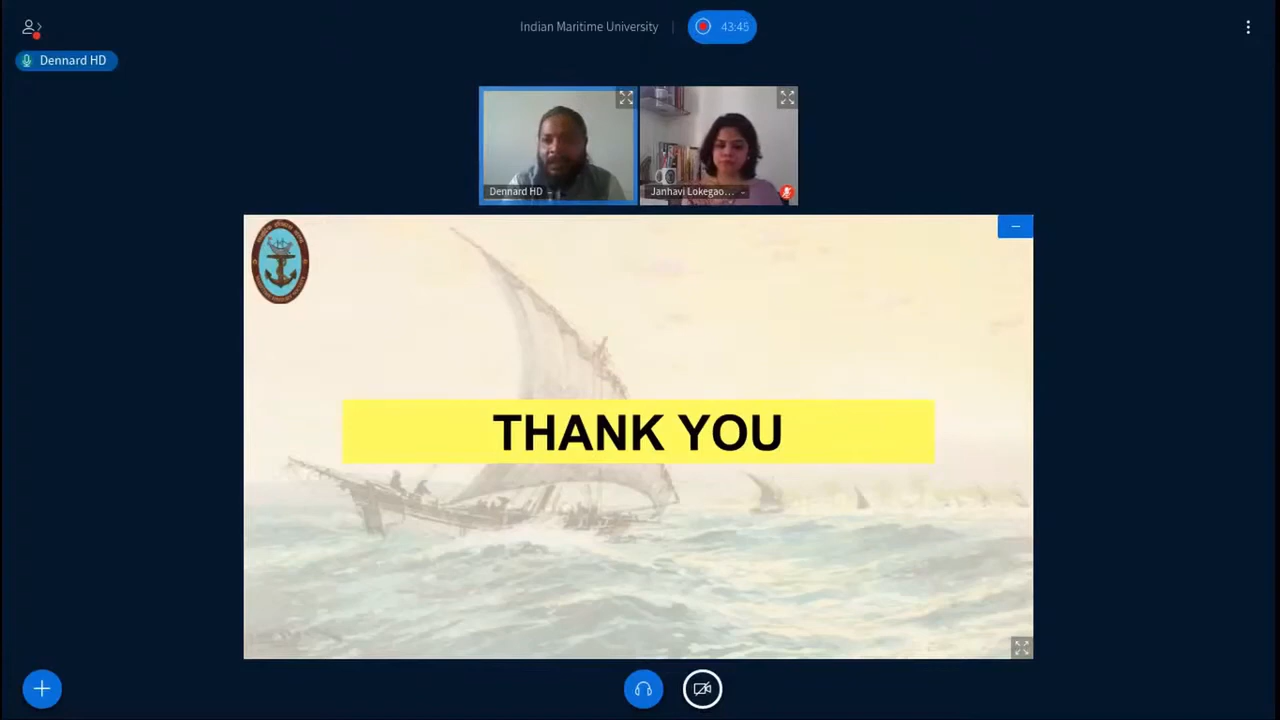 Indian Maritime University
43:45
Dennard HD
Dennard HD
Janhavi Lokegao...
THANK YOU